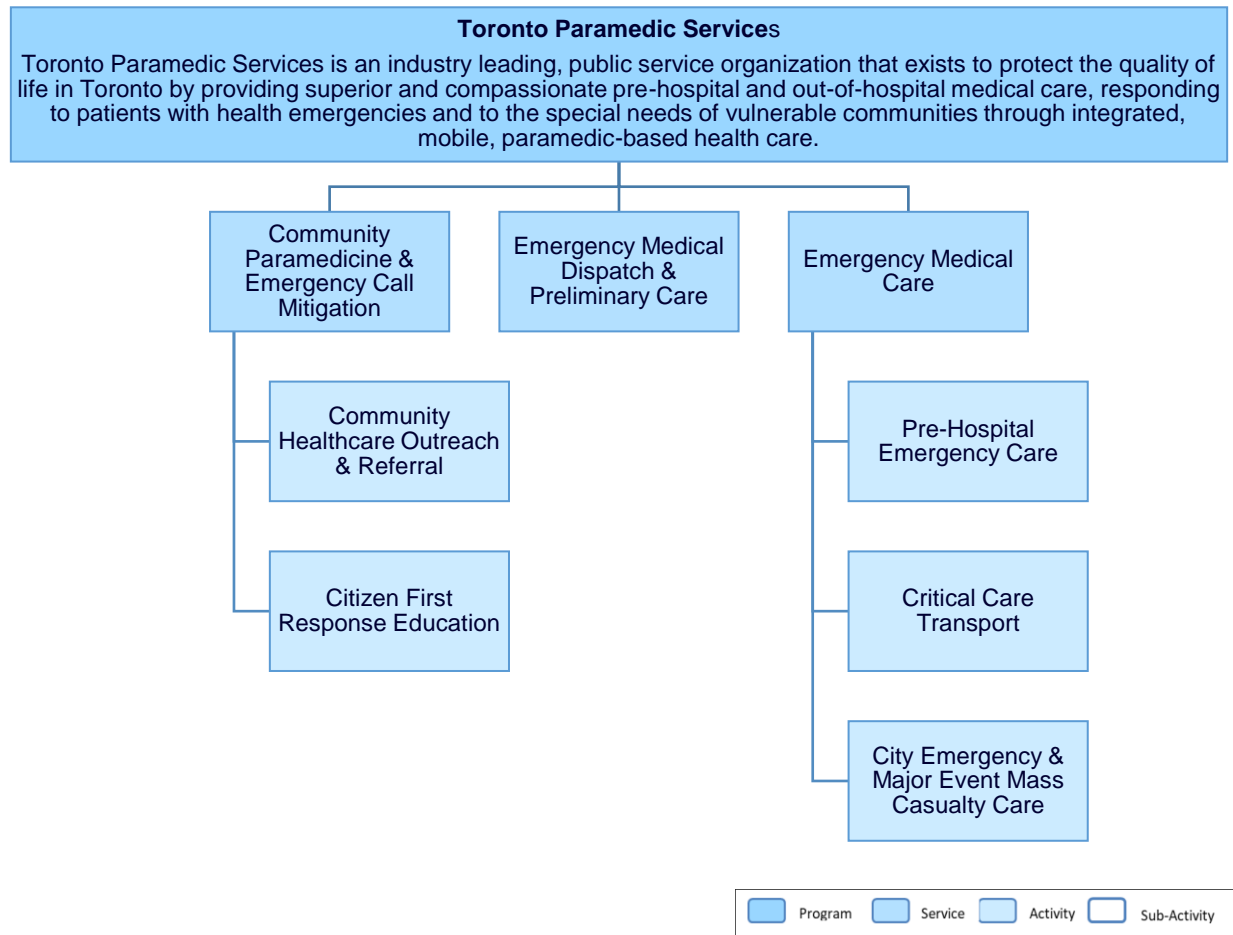 Toronto Paramedic Services
Toronto Paramedic Services is an industry leading, public service organization that exists to protect the quality of
life in Toronto by providing superior and compassionate pre-hospital and out-of-hospital medical care, responding
to patients with health emergencies and to the special needs of vulnerable communities through integrated,
mobile, paramedic-based health care.
Community
Paramedicine &
Emergency Call
Mitigation
Emergency Medical
Dispatch &
Preliminary Care
Emergency Medical
Care
Community
Healthcare Outreach
& Referral
Citizen First
Response Education
Pre-Hospital
Emergency Care
Critical Care
Transport
City Emergency &
Major Event Mass
Casualty Care
Program Service Activity Sub-Activity